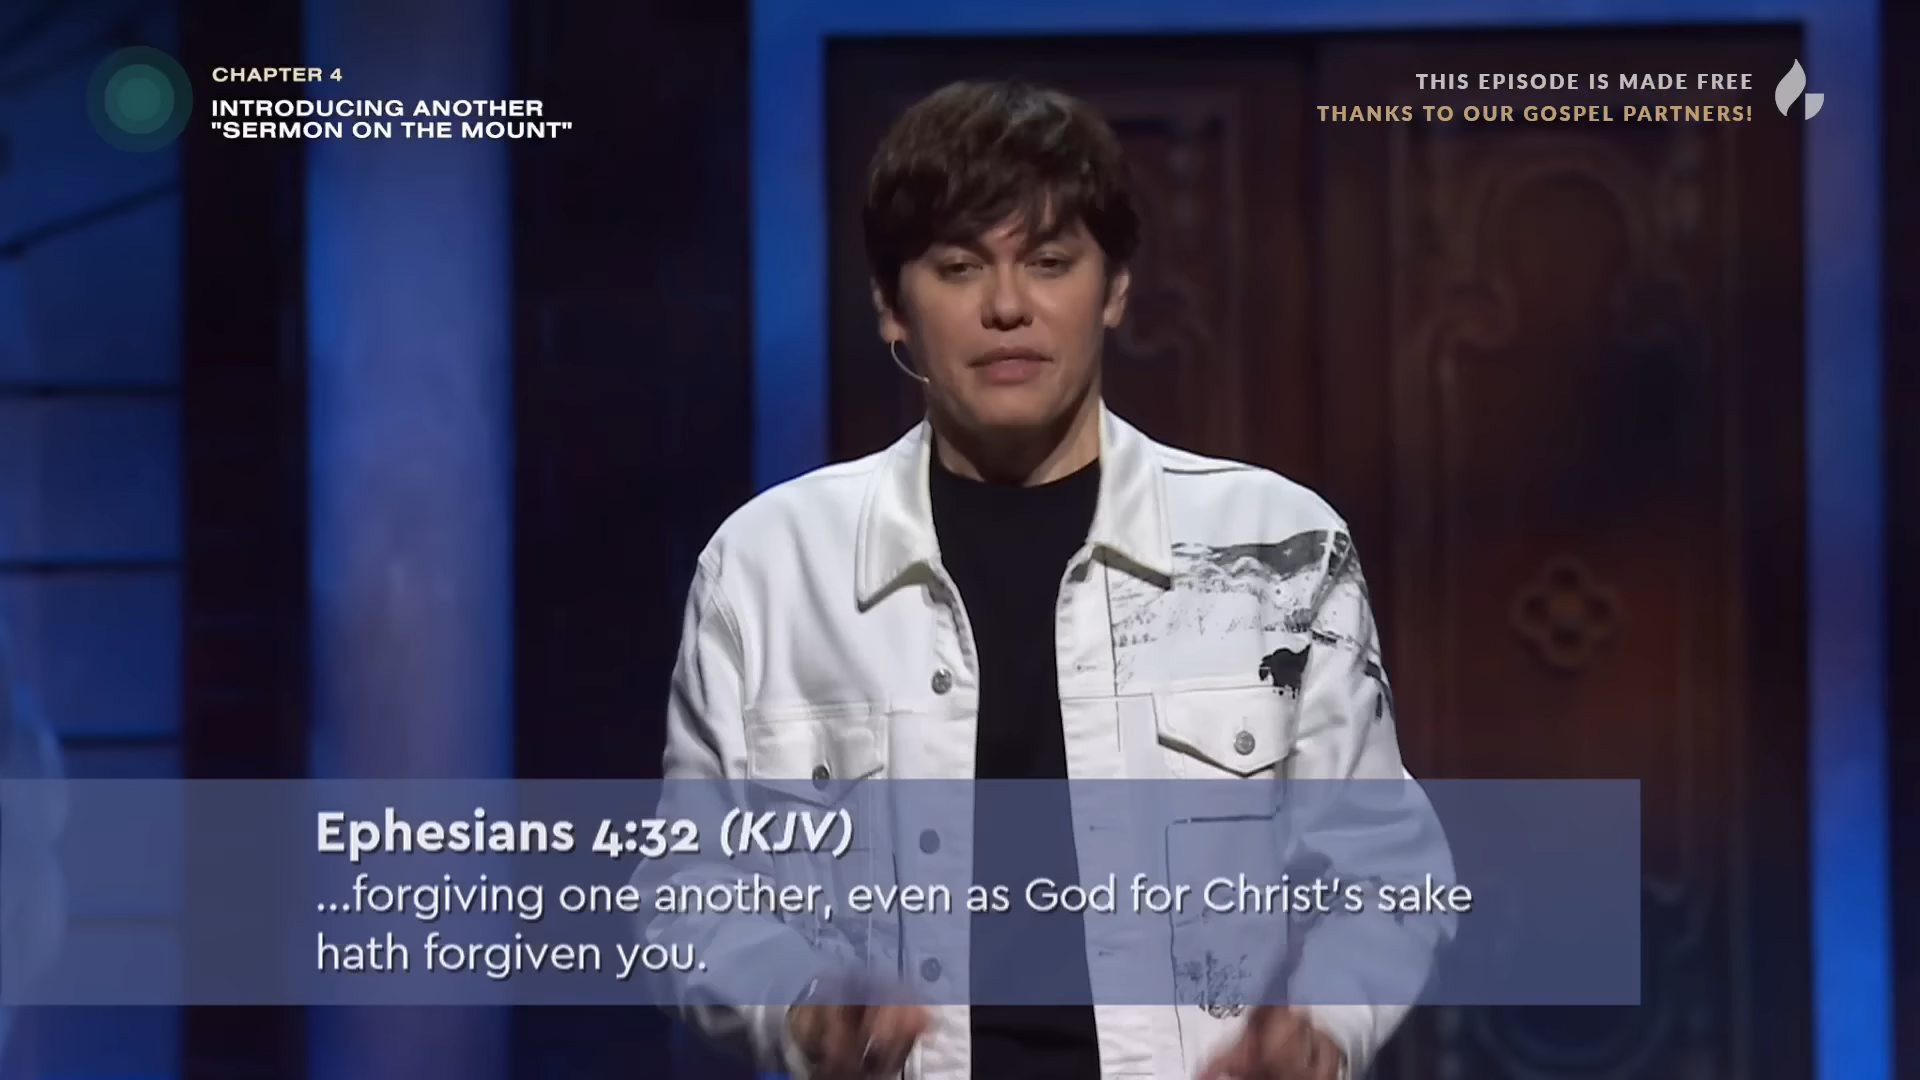 CHAPTER 4
INTRODUCING ANOTHER
"SERMON ON THE MOUNT"
THIS EPISODE IS MADE FREE
THANKS TO OUR GOSPEL PARTNERS!
Ephesians 4:32 (KJV)
...forgiving one another, even as God for Christ's sake
hath forgiven you.